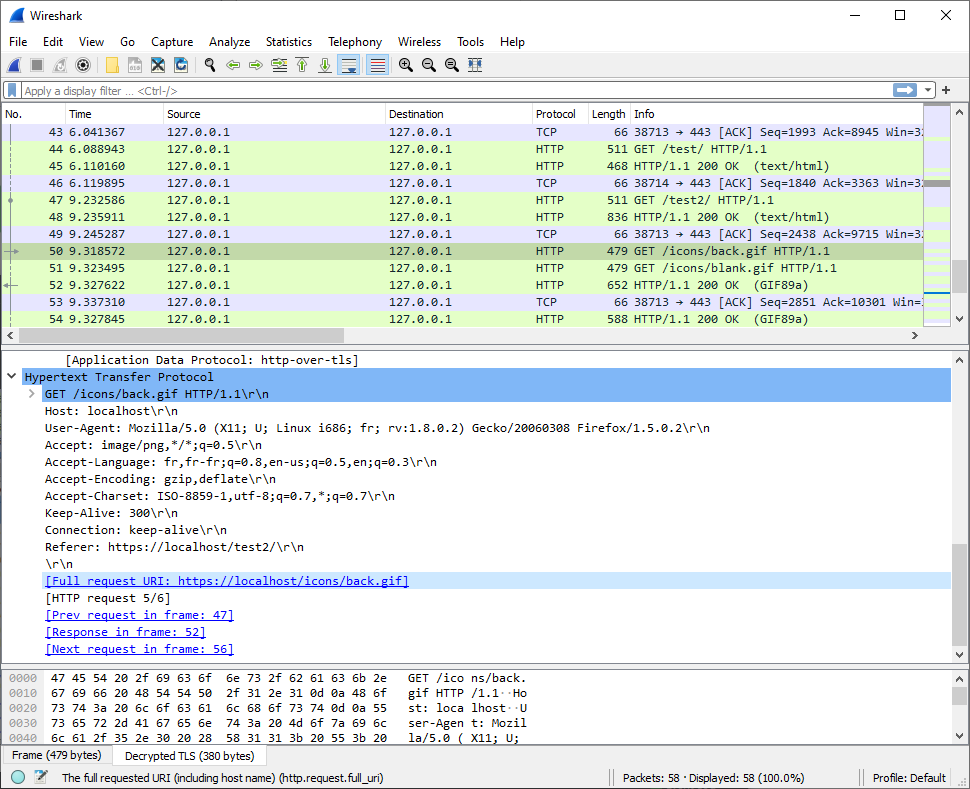 Wireshark
File Edit View Go Capture Analyze Statistics Telephony Wireless Tools Help
Apply a display filter ... <Ctrl-/>
No. Time Source Destination Protocol Length Info
43 6.041367 127.0.0.1 127.0.0.1 TCP 66 38713 → 443 [ACK] Seq=1993 Ack=8945 Win=32
44 6.088943 127.0.0.1 127.0.0.1 HTTP 511 GET /test/ HTTP/1.1
45 6.110160 127.0.0.1 127.0.0.1 HTTP 468 HTTP/1.1 200 OK (text/html)
46 6.119895 127.0.0.1 127.0.0.1 TCP 66 38714 → 443 [ACK] Seq=1840 Ack=3363 Win=32
47 9.232586 127.0.0.1 127.0.0.1 HTTP 511 GET /test2/ HTTP/1.1
48 9.235911 127.0.0.1 127.0.0.1 HTTP 836 HTTP/1.1 200 OK (text/html)
49 9.245287 127.0.0.1 127.0.0.1 TCP 66 38713 → 443 [ACK] Seq=2438 Ack=9715 Win=32
50 9.318572 127.0.0.1 127.0.0.1 HTTP 479 GET /icons/back.gif HTTP/1.1
51 9.323495 127.0.0.1 127.0.0.1 HTTP 479 GET /icons/blank.gif HTTP/1.1
52 9.327622 127.0.0.1 127.0.0.1 HTTP 652 HTTP/1.1 200 OK (GIF89a)
53 9.337310 127.0.0.1 127.0.0.1 TCP 66 38713 → 443 [ACK] Seq=2851 Ack=10301 Win=
54 9.327845 127.0.0.1 127.0.0.1 HTTP 588 HTTP/1.1 200 OK (GIF89a)
[Application Data Protocol: http-over-tls]
Hypertext Transfer Protocol
GET /icons/back.gif HTTP/1.1\r\n
Host: localhost\r\n
User-Agent: Mozilla/5.0 (X11; U; Linux i686; fr; rv:1.8.0.2) Gecko/20060308 Firefox/1.5.0.2\r\n
Accept: image/png,*/*;q=0.5\r\n
Accept-Language: fr,fr-fr;q=0.8,en-us;q=0.5,en;q=0.3\r\n
Accept-Encoding: gzip,deflate\r\n
Accept-Charset: ISO-8859-1,utf-8;q=0.7,*;q=0.7\r\n
Keep-Alive: 300\r\n
Connection: keep-alive\r\n
Referer: https://localhost/test2/\r\n
\r\n
[Full request URI: https://localhost/icons/back.gif]
[HTTP request 5/6]
[Prev request in frame: 47]
[Response in frame: 52]
[Next request in frame: 56]
0000 47 45 54 20 2f 69 63 6f 6e 73 2f 62 61 63 6b 2e GET /ico ns/back.
0010 67 69 66 20 48 54 54 50 2f 31 2e 31 0d 0a 48 6f gif HTTP /1.1··Ho
0020 73 74 3a 20 6c 6f 63 61 6c 68 6f 73 74 0d 0a 55 st: loca lhost··U
0030 73 65 72 2d 41 67 65 6e 74 3a 20 4d 6f 7a 69 6c ser-Agen t: Mozil
0040 6c 61 2f 35 2e 30 20 28 58 31 31 3b 20 55 3b 20 la/5.0 ( X11; U;
Frame (479 bytes) Decrypted TLS (380 bytes)
The full requested URI (including host name) (http.request.full_uri) Packets: 58 · Displayed: 58 (100.0%) Profile: Default